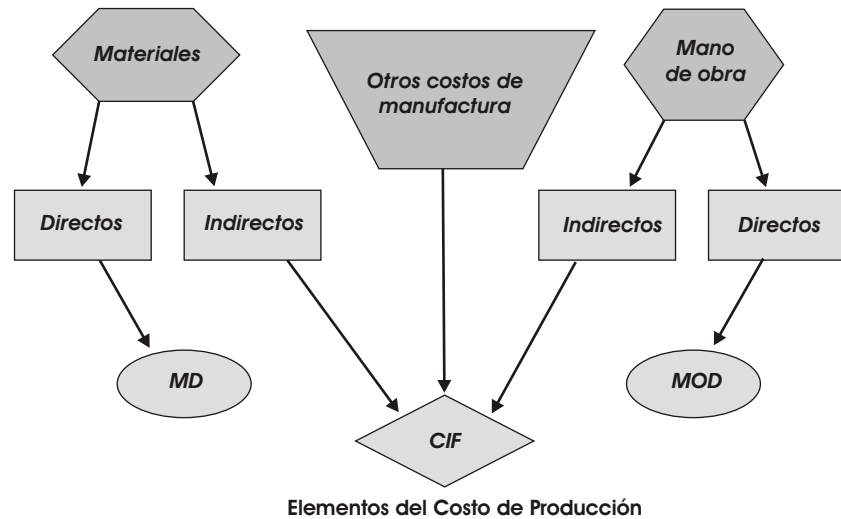 Materiales
Otros costos de
manufactura
Mano
de obra
Directos
Indirectos
Indirectos
Directos
MD
MOD
CIF
Elementos del Costo de Producción